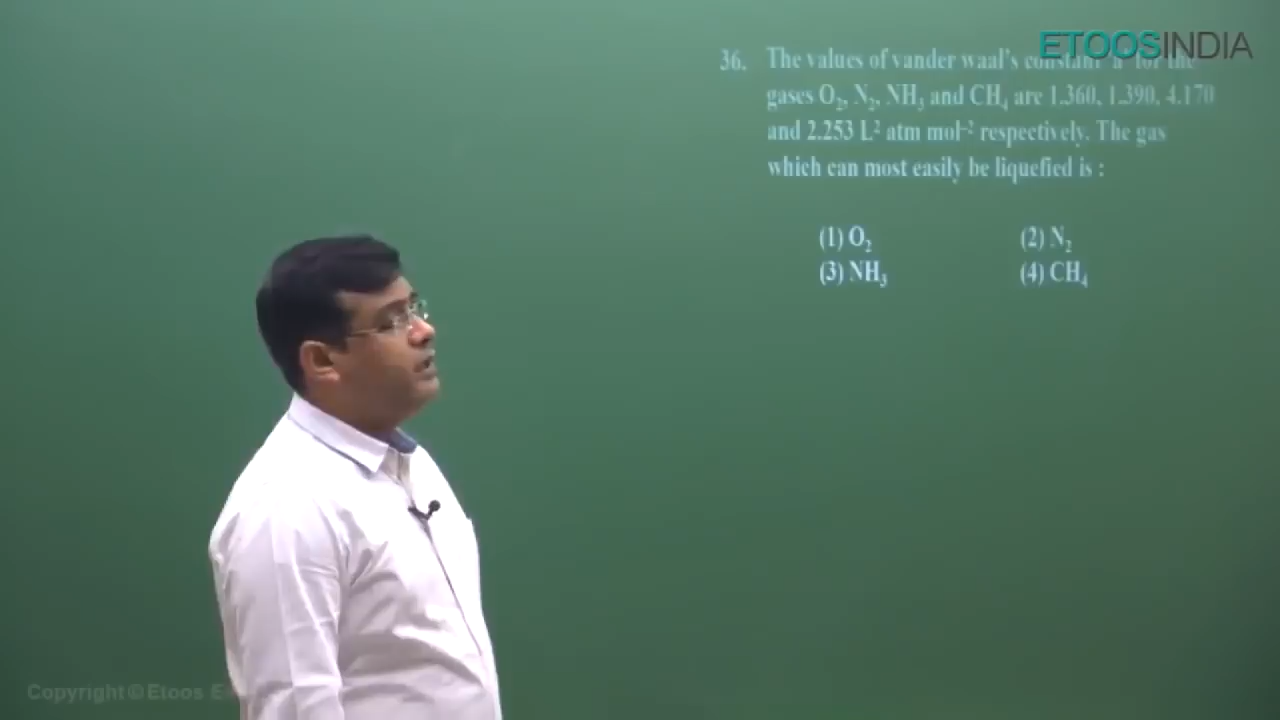 ETOOSINDIA
36. The values of vander waal's constant 'a' for the
gases O₂, N₂, NH₃ and CH₄ are 1.360, 1.390, 4.170
and 2.253 L² atm mol⁻² respectively. The gas
which can most easily be liquefied is :
(1) O₂ (2) N₂
(3) NH₃ (4) CH₄
Copyright©Etoos E